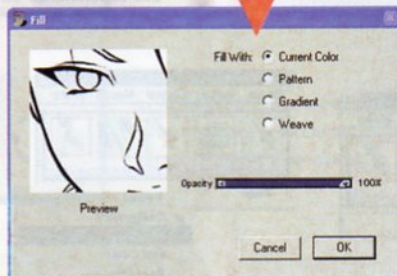 Fill
Fill With: Current Color
Pattern
Gradient
Weave
Opacity 100%
Preview
Cancel OK